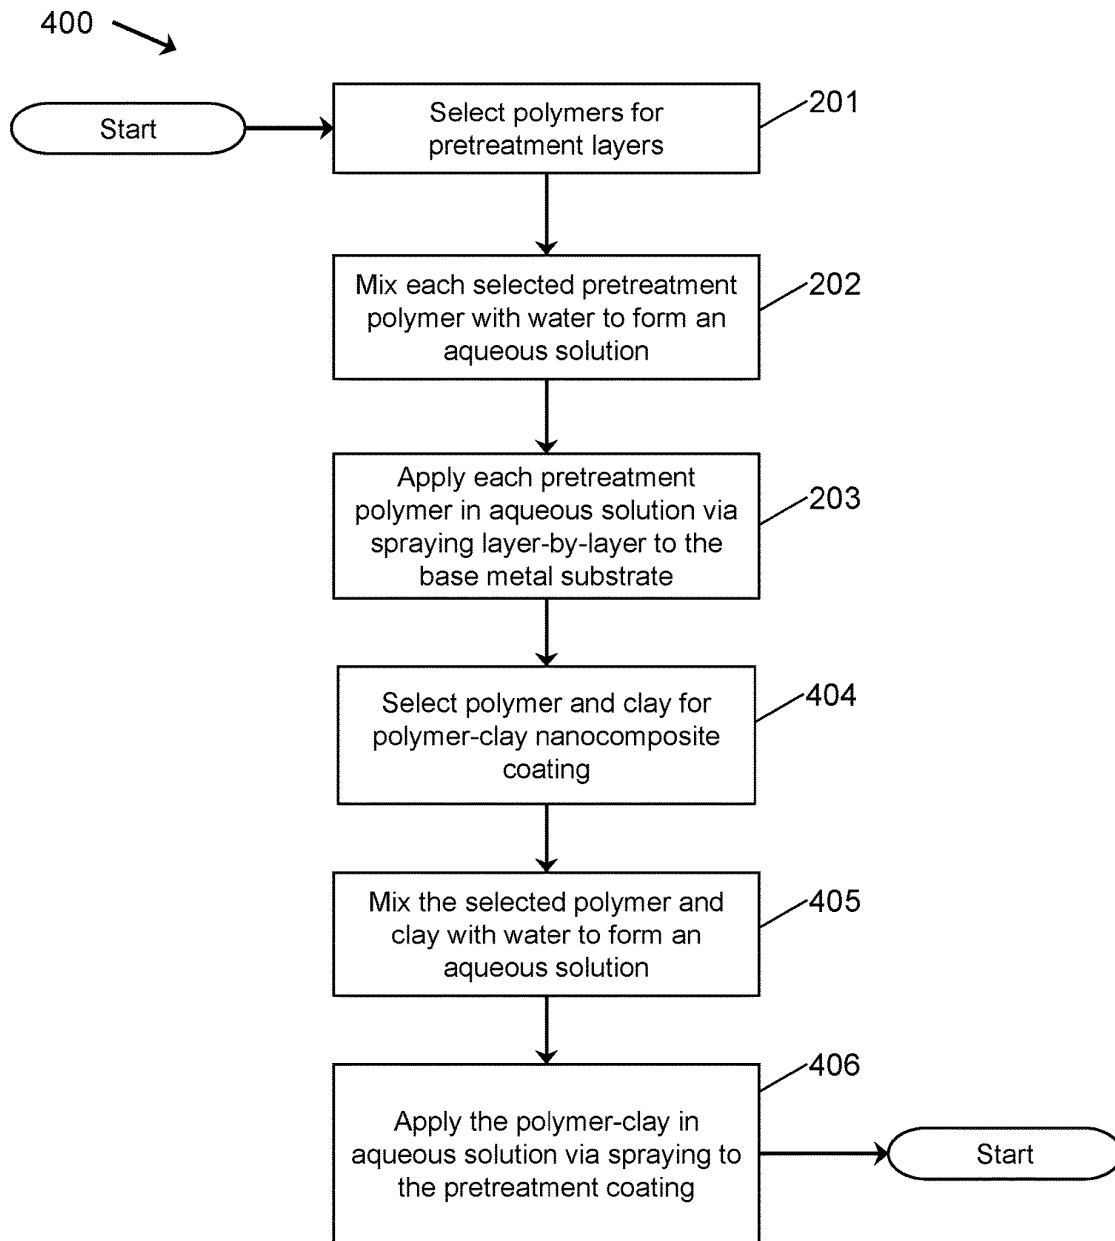 400
Start
Select polymers for
pretreatment layers
201
Mix each selected pretreatment
polymer with water to form an
aqueous solution
202
Apply each pretreatment
polymer in aqueous solution via
spraying layer-by-layer to the
base metal substrate
203
Select polymer and clay for
polymer-clay nanocomposite
coating
404
Mix the selected polymer and
clay with water to form an
aqueous solution
405
Apply the polymer-clay in
aqueous solution via spraying to
the pretreatment coating
406
Start